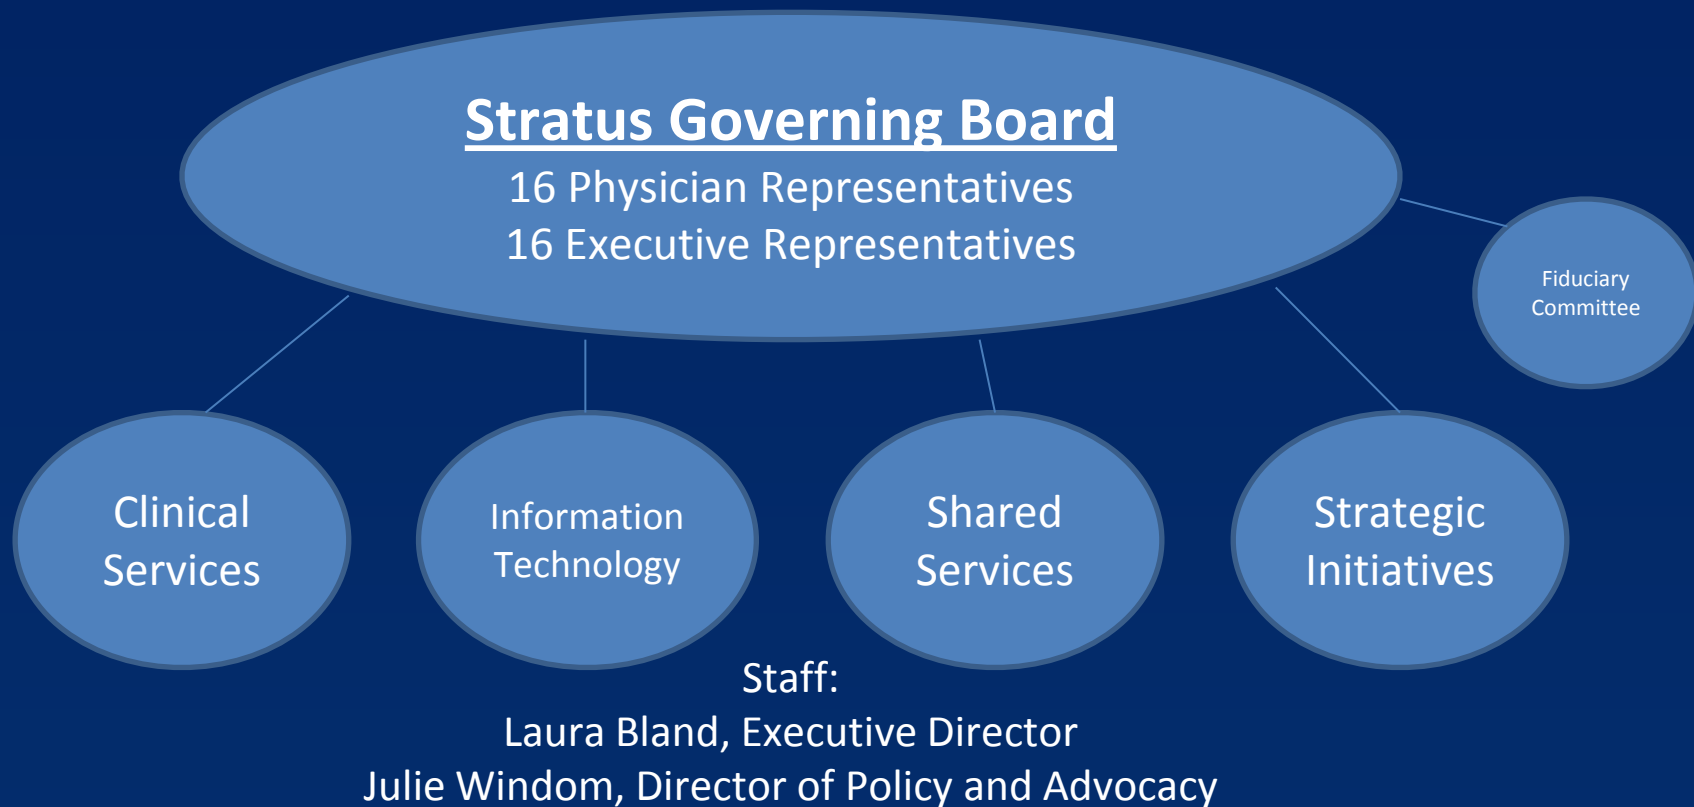 Stratus Governing Board
16 Physician Representatives
16 Executive Representatives
Fiduciary
Committee
Clinical
Services
Information
Technology
Shared
Services
Strategic
Initiatives
Staff:
Laura Bland, Executive Director
Julie Windom, Director of Policy and Advocacy